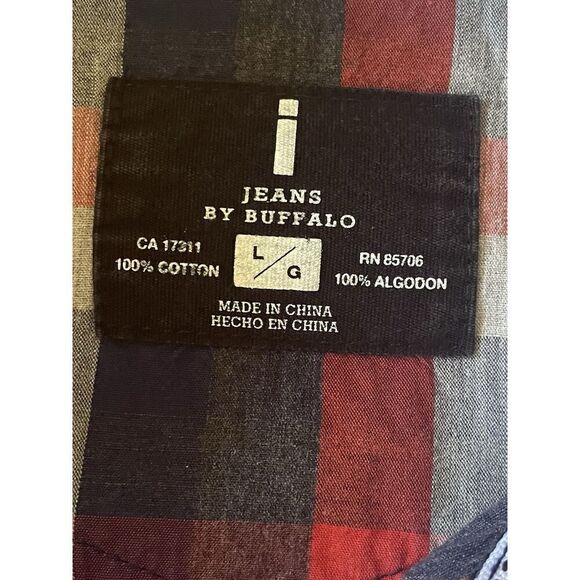 i
JEANS
BY BUFFALO
CA 17311
100% COTTON
L/G
RN 85706
100% ALGODON
MADE IN CHINA
HECHO EN CHINA